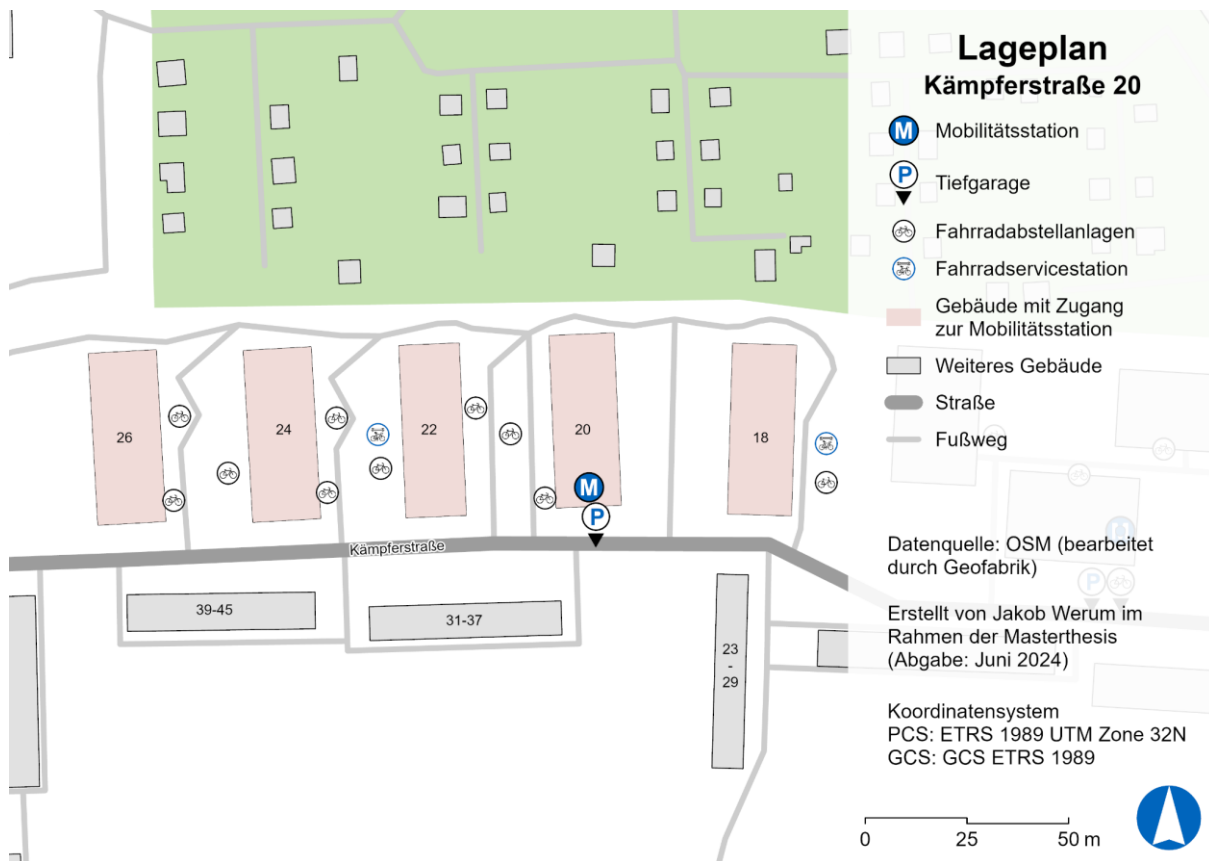 Lageplan
Kämpferstraße 20
M Mobilitätsstation
P Tiefgarage
Fahrradabstellanlagen
Fahrradservicestation
Gebäude mit Zugang
zur Mobilitätsstation
Weiteres Gebäude
Straße
Fußweg
26
24
22
20
18
M
P
Kämpferstraße
39-45
31-37
23
-
29
P
Datenquelle: OSM (bearbeitet
durch Geofabrik)
Erstellt von Jakob Werum im
Rahmen der Masterthesis
(Abgabe: Juni 2024)
Koordinatensystem
PCS: ETRS 1989 UTM Zone 32N
GCS: GCS ETRS 1989
0 25 50 m